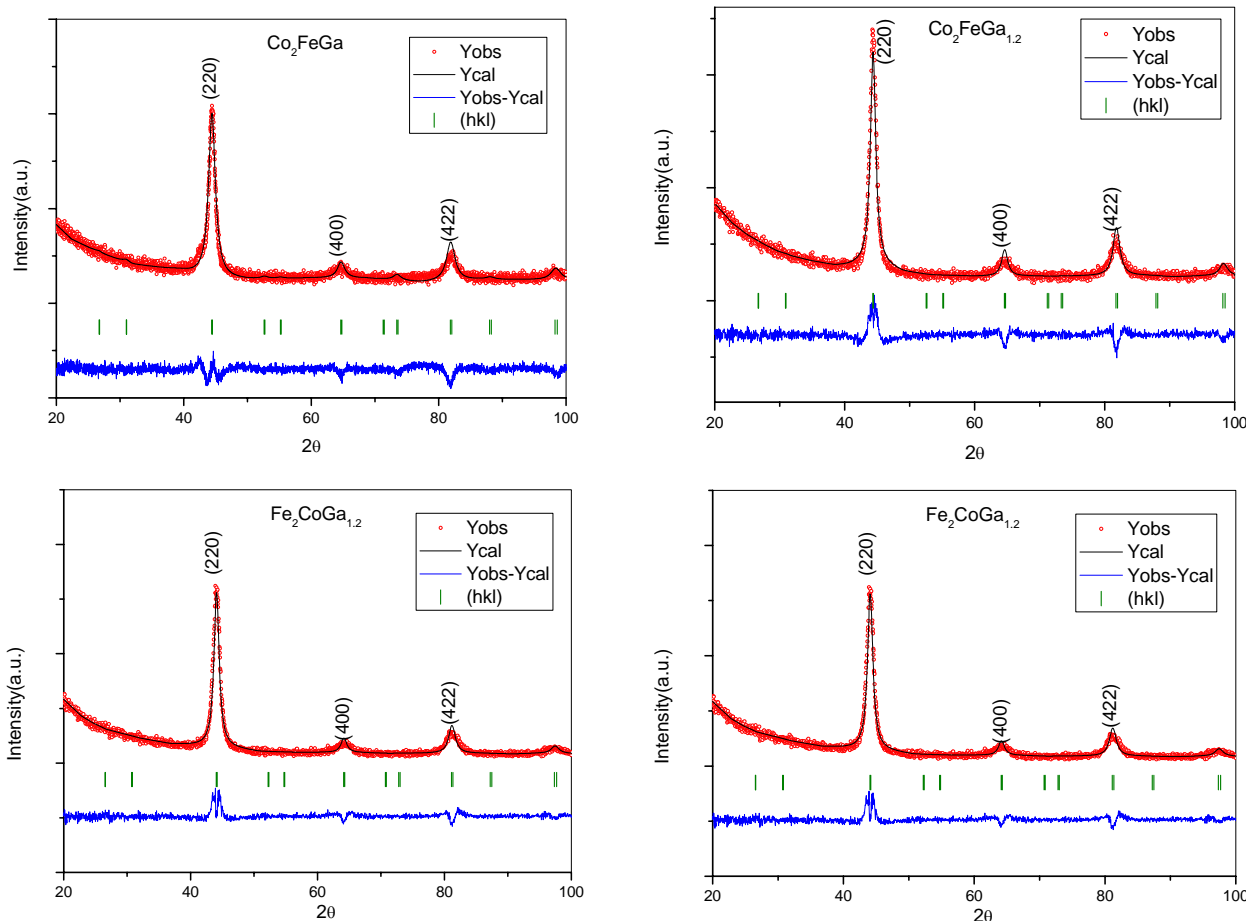 Co₂FeGa
Yobs
Ycal
Yobs-Ycal
(hkl)
(220)
(400)
(422)
Intensity(a.u.)
20 40 60 80 100
2θ
Co₂FeGa₁.₂
Yobs
Ycal
Yobs-Ycal
(hkl)
(220)
(400)
(422)
Intensity(a.u.)
20 40 60 80 100
2θ
Fe₂CoGa₁.₂
Yobs
Ycal
Yobs-Ycal
(hkl)
(220)
(400)
(422)
Intensity(a.u.)
20 40 60 80 100
2θ
Fe₂CoGa₁.₂
Yobs
Ycal
Yobs-Ycal
(hkl)
(220)
(400)
(422)
Intensity(a.u.)
20 40 60 80 100
2θ